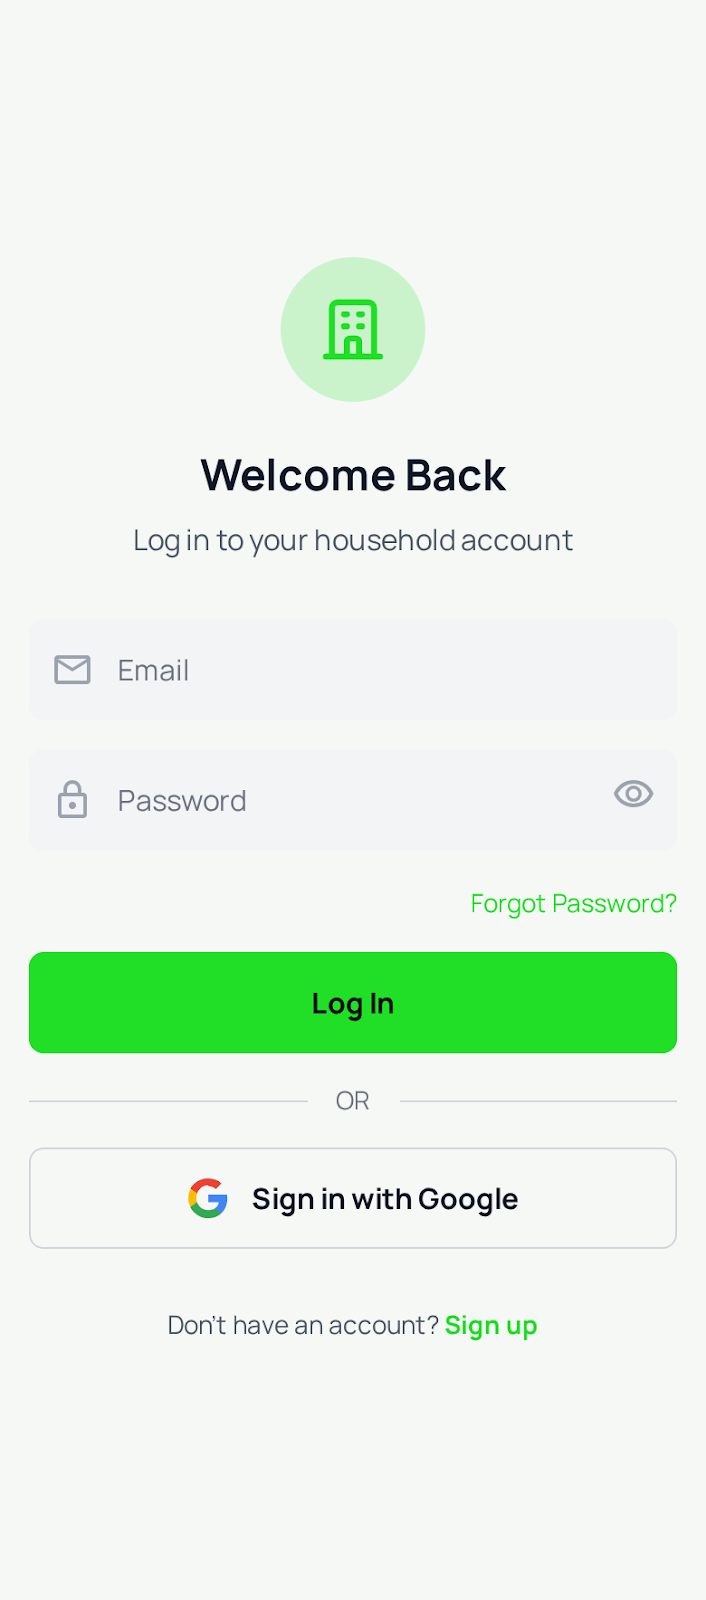 Welcome Back
Log in to your household account
Email
Password
Forgot Password?
Log In
OR
Sign in with Google
Don’t have an account? Sign up